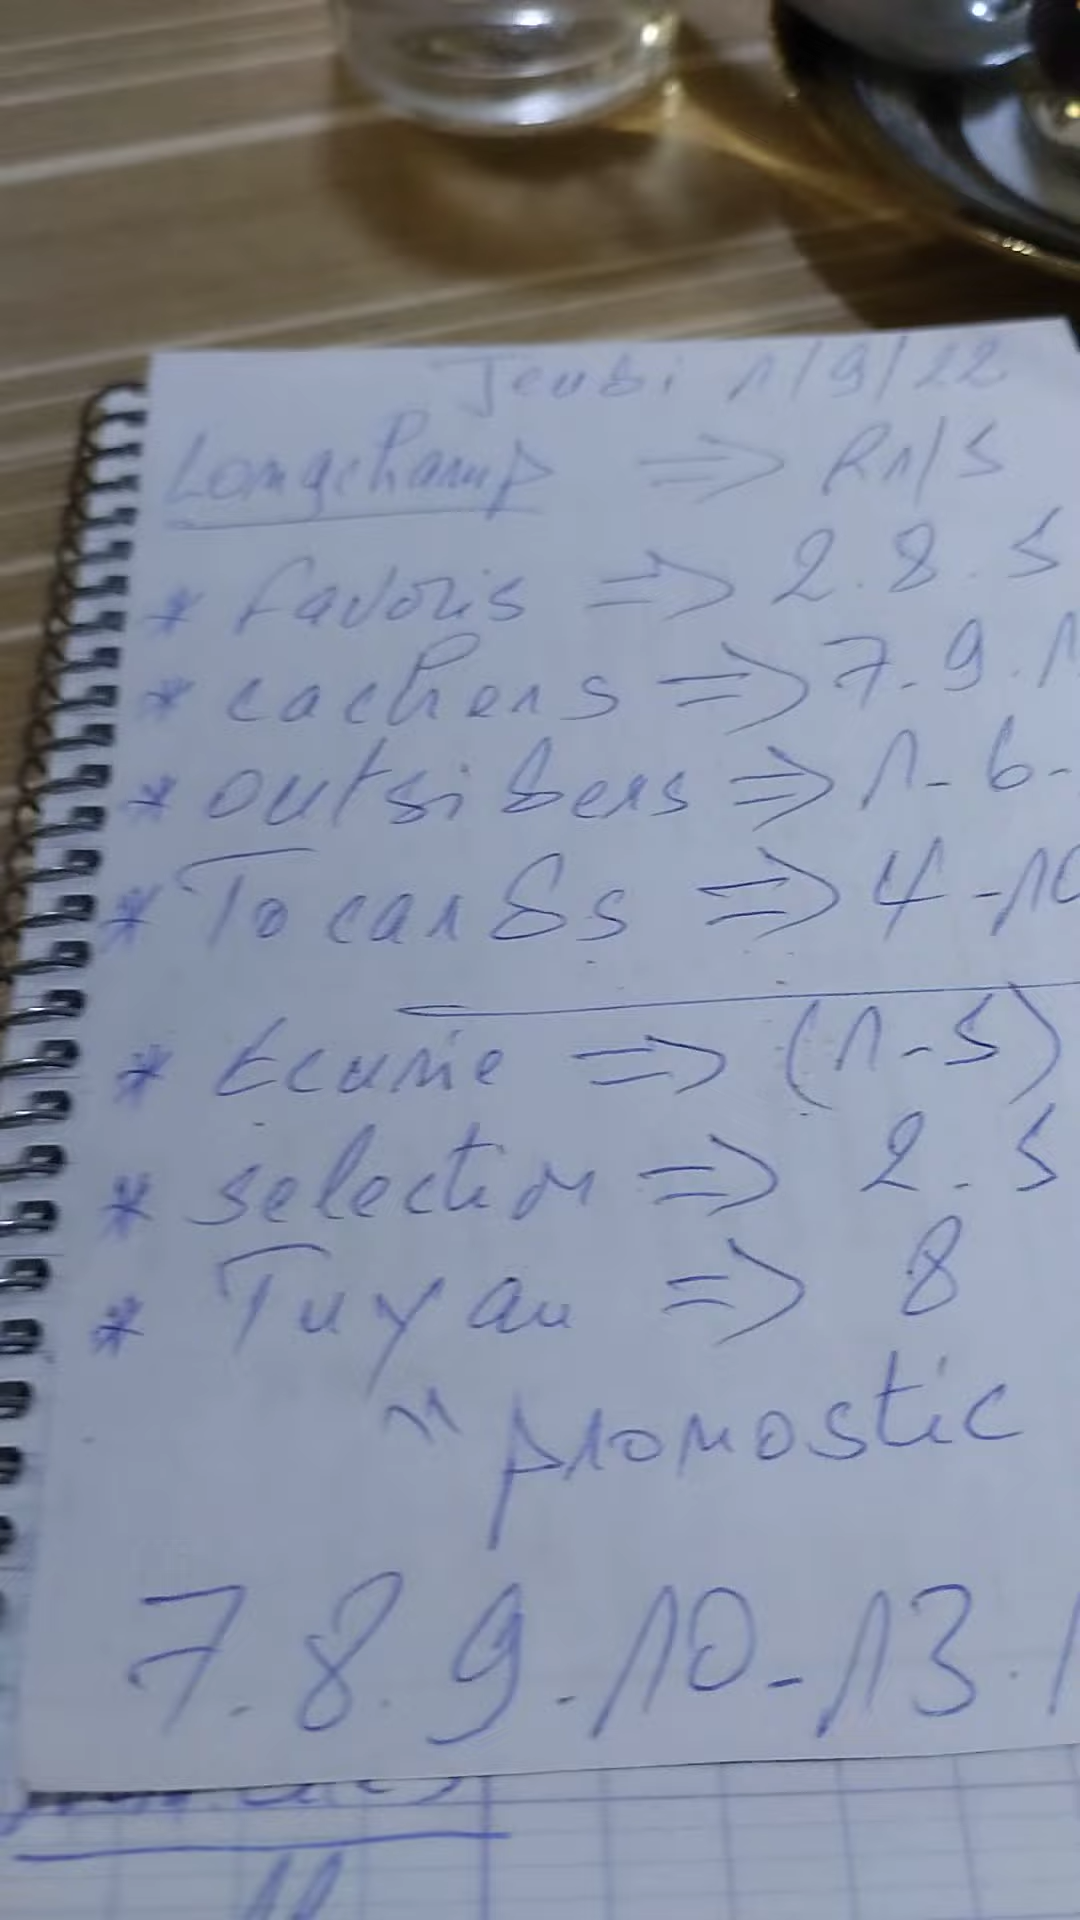 Jeudi 1/9/22
Longchamp => R1/5
* favoris => 2.8.5
* cachers => 7-9.1
* outsiders => 1-6-
* Tocards => 4-10
* Ecurie => (1-5)
* selection => 2.5
* Tuyau => 8
" pronostic
7.8.9.10-13.1